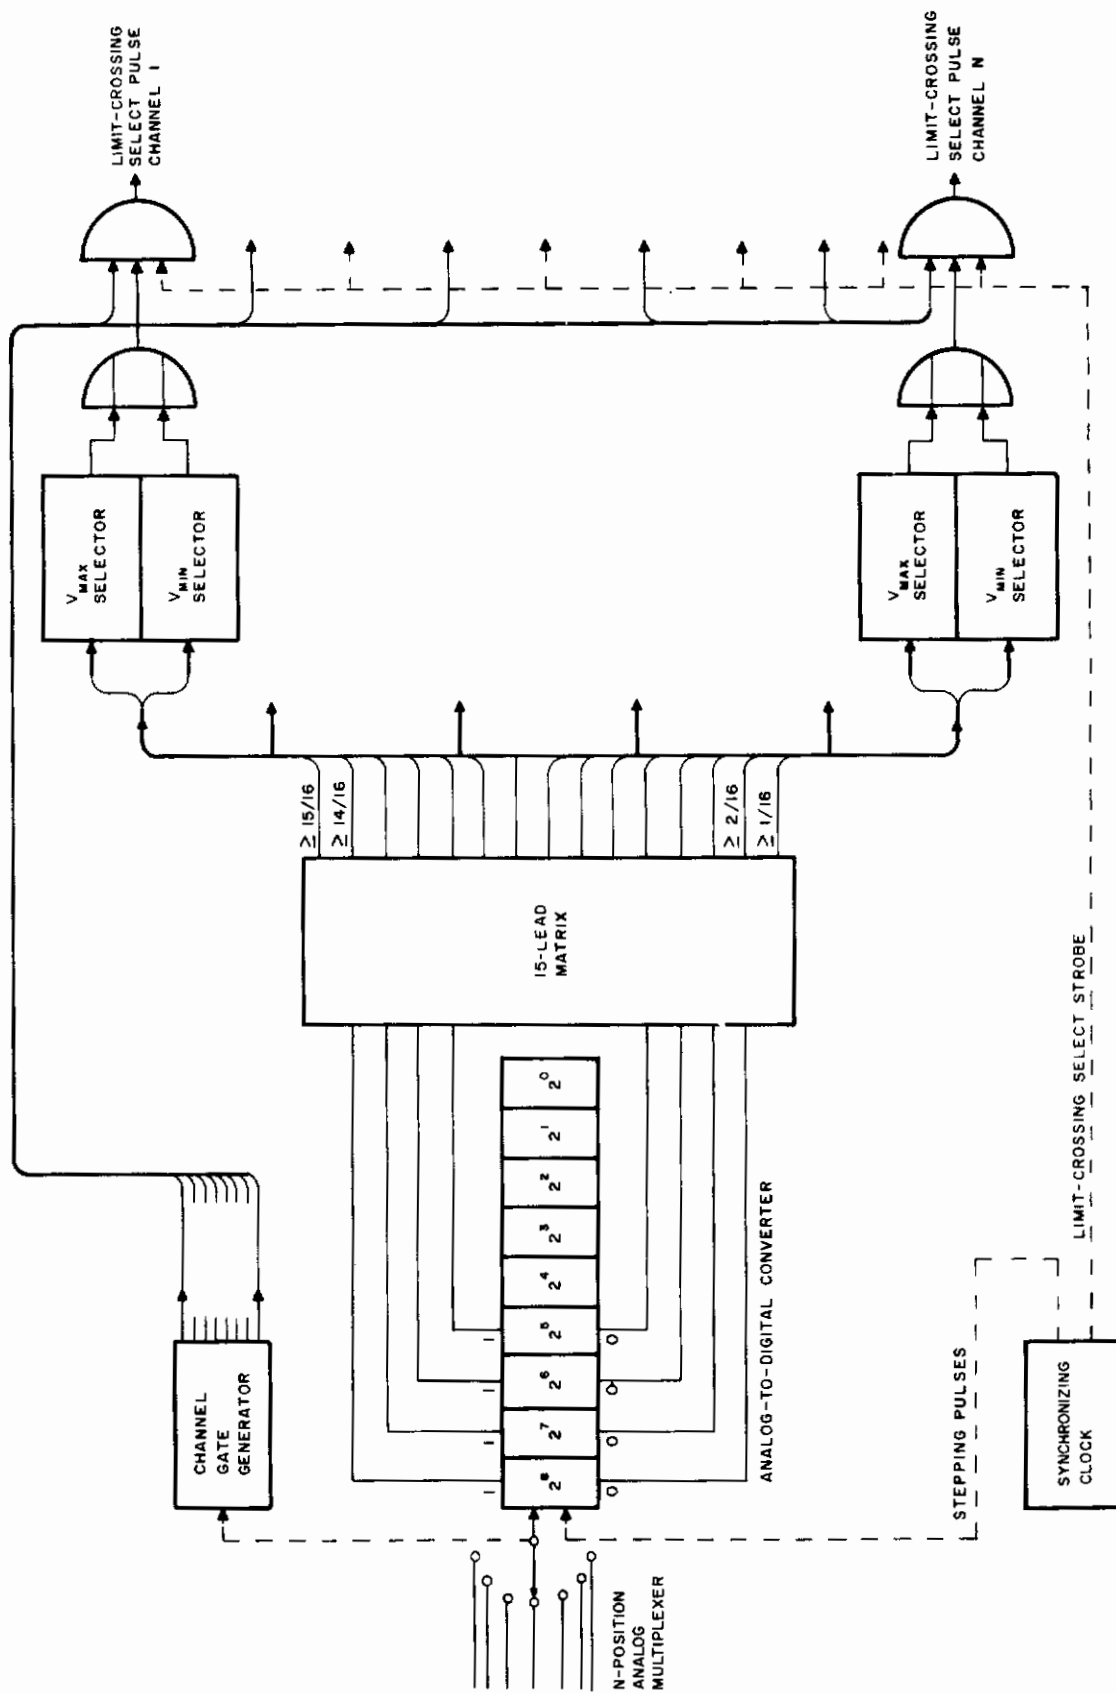 LIMIT-CROSSING
SELECT PULSE
CHANNEL 1
LIMIT-CROSSING
SELECT PULSE
CHANNEL N
V MAX
SELECTOR
V MIN
SELECTOR
V MAX
SELECTOR
V MIN
SELECTOR
≥ 15/16
≥ 14/16
≥ 2/16
≥ 1/16
15-LEAD
MATRIX
CHANNEL
GATE
GENERATOR
1 1 1 1
2⁸ 2⁷ 2⁶ 2⁵ 2⁴ 2³ 2² 2¹ 2⁰
0 0 0 0
ANALOG-TO-DIGITAL CONVERTER
N-POSITION
ANALOG
MULTIPLEXER
STEPPING PULSES
LIMIT-CROSSING SELECT STROBE
SYNCHRONIZING
CLOCK